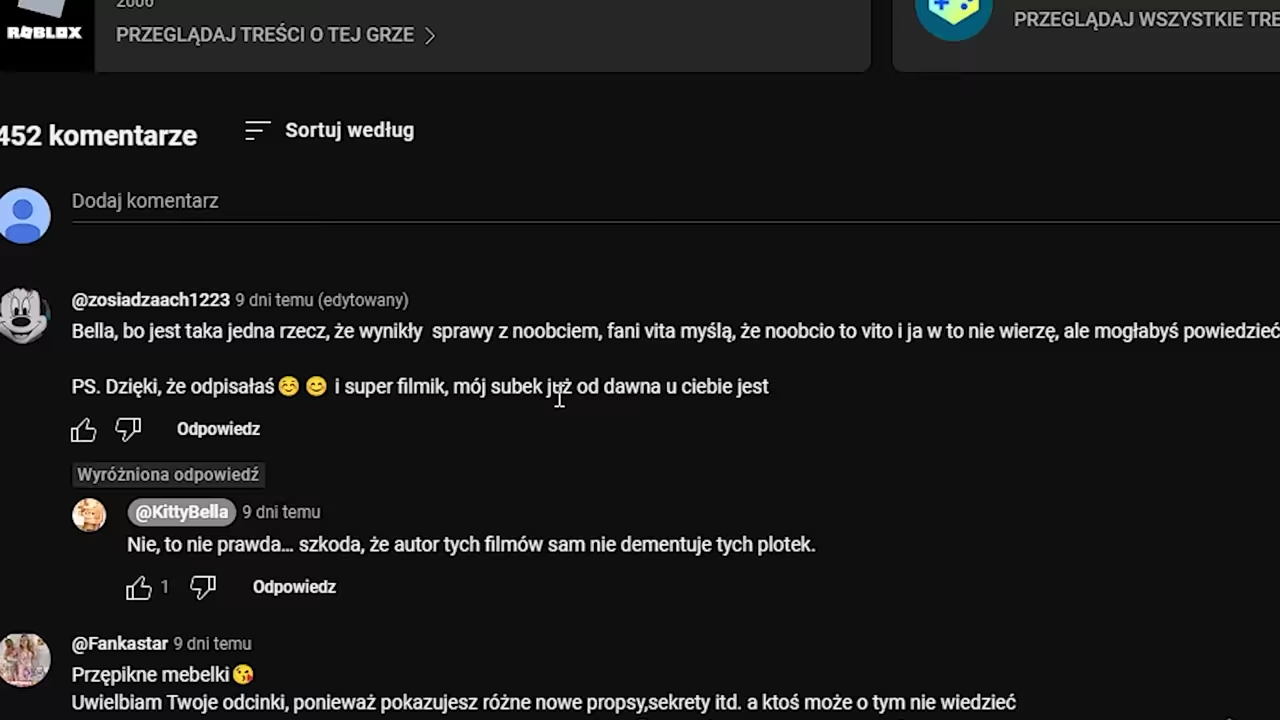 2006
ROBLOX
PRZEGLĄDAJ TREŚCI O TEJ GRZE
PRZEGLĄDAJ WSZYSTKIE TRE
452 komentarze
Sortuj według
Dodaj komentarz
@zosiadzaach1223 9 dni temu (edytowany)
Bella, bo jest taka jedna rzecz, że wynikły sprawy z noobciem, fani vita myślą, że noobcio to vito i ja w to nie wierzę, ale mogłabyś powiedzieć
PS. Dzięki, że odpisałaś ☺️ 😊 i super filmik, mój subek już od dawna u ciebie jest
Odpowiedz
Wyróżniona odpowiedź
@KittyBella 9 dni temu
Nie, to nie prawda... szkoda, że autor tych filmów sam nie dementuje tych plotek.
1 Odpowiedz
@Fankastar 9 dni temu
Przępikne mebelki😘
Uwielbiam Twoje odcinki, ponieważ pokazujesz różne nowe propsy,sekrety itd. a ktoś może o tym nie wiedzieć